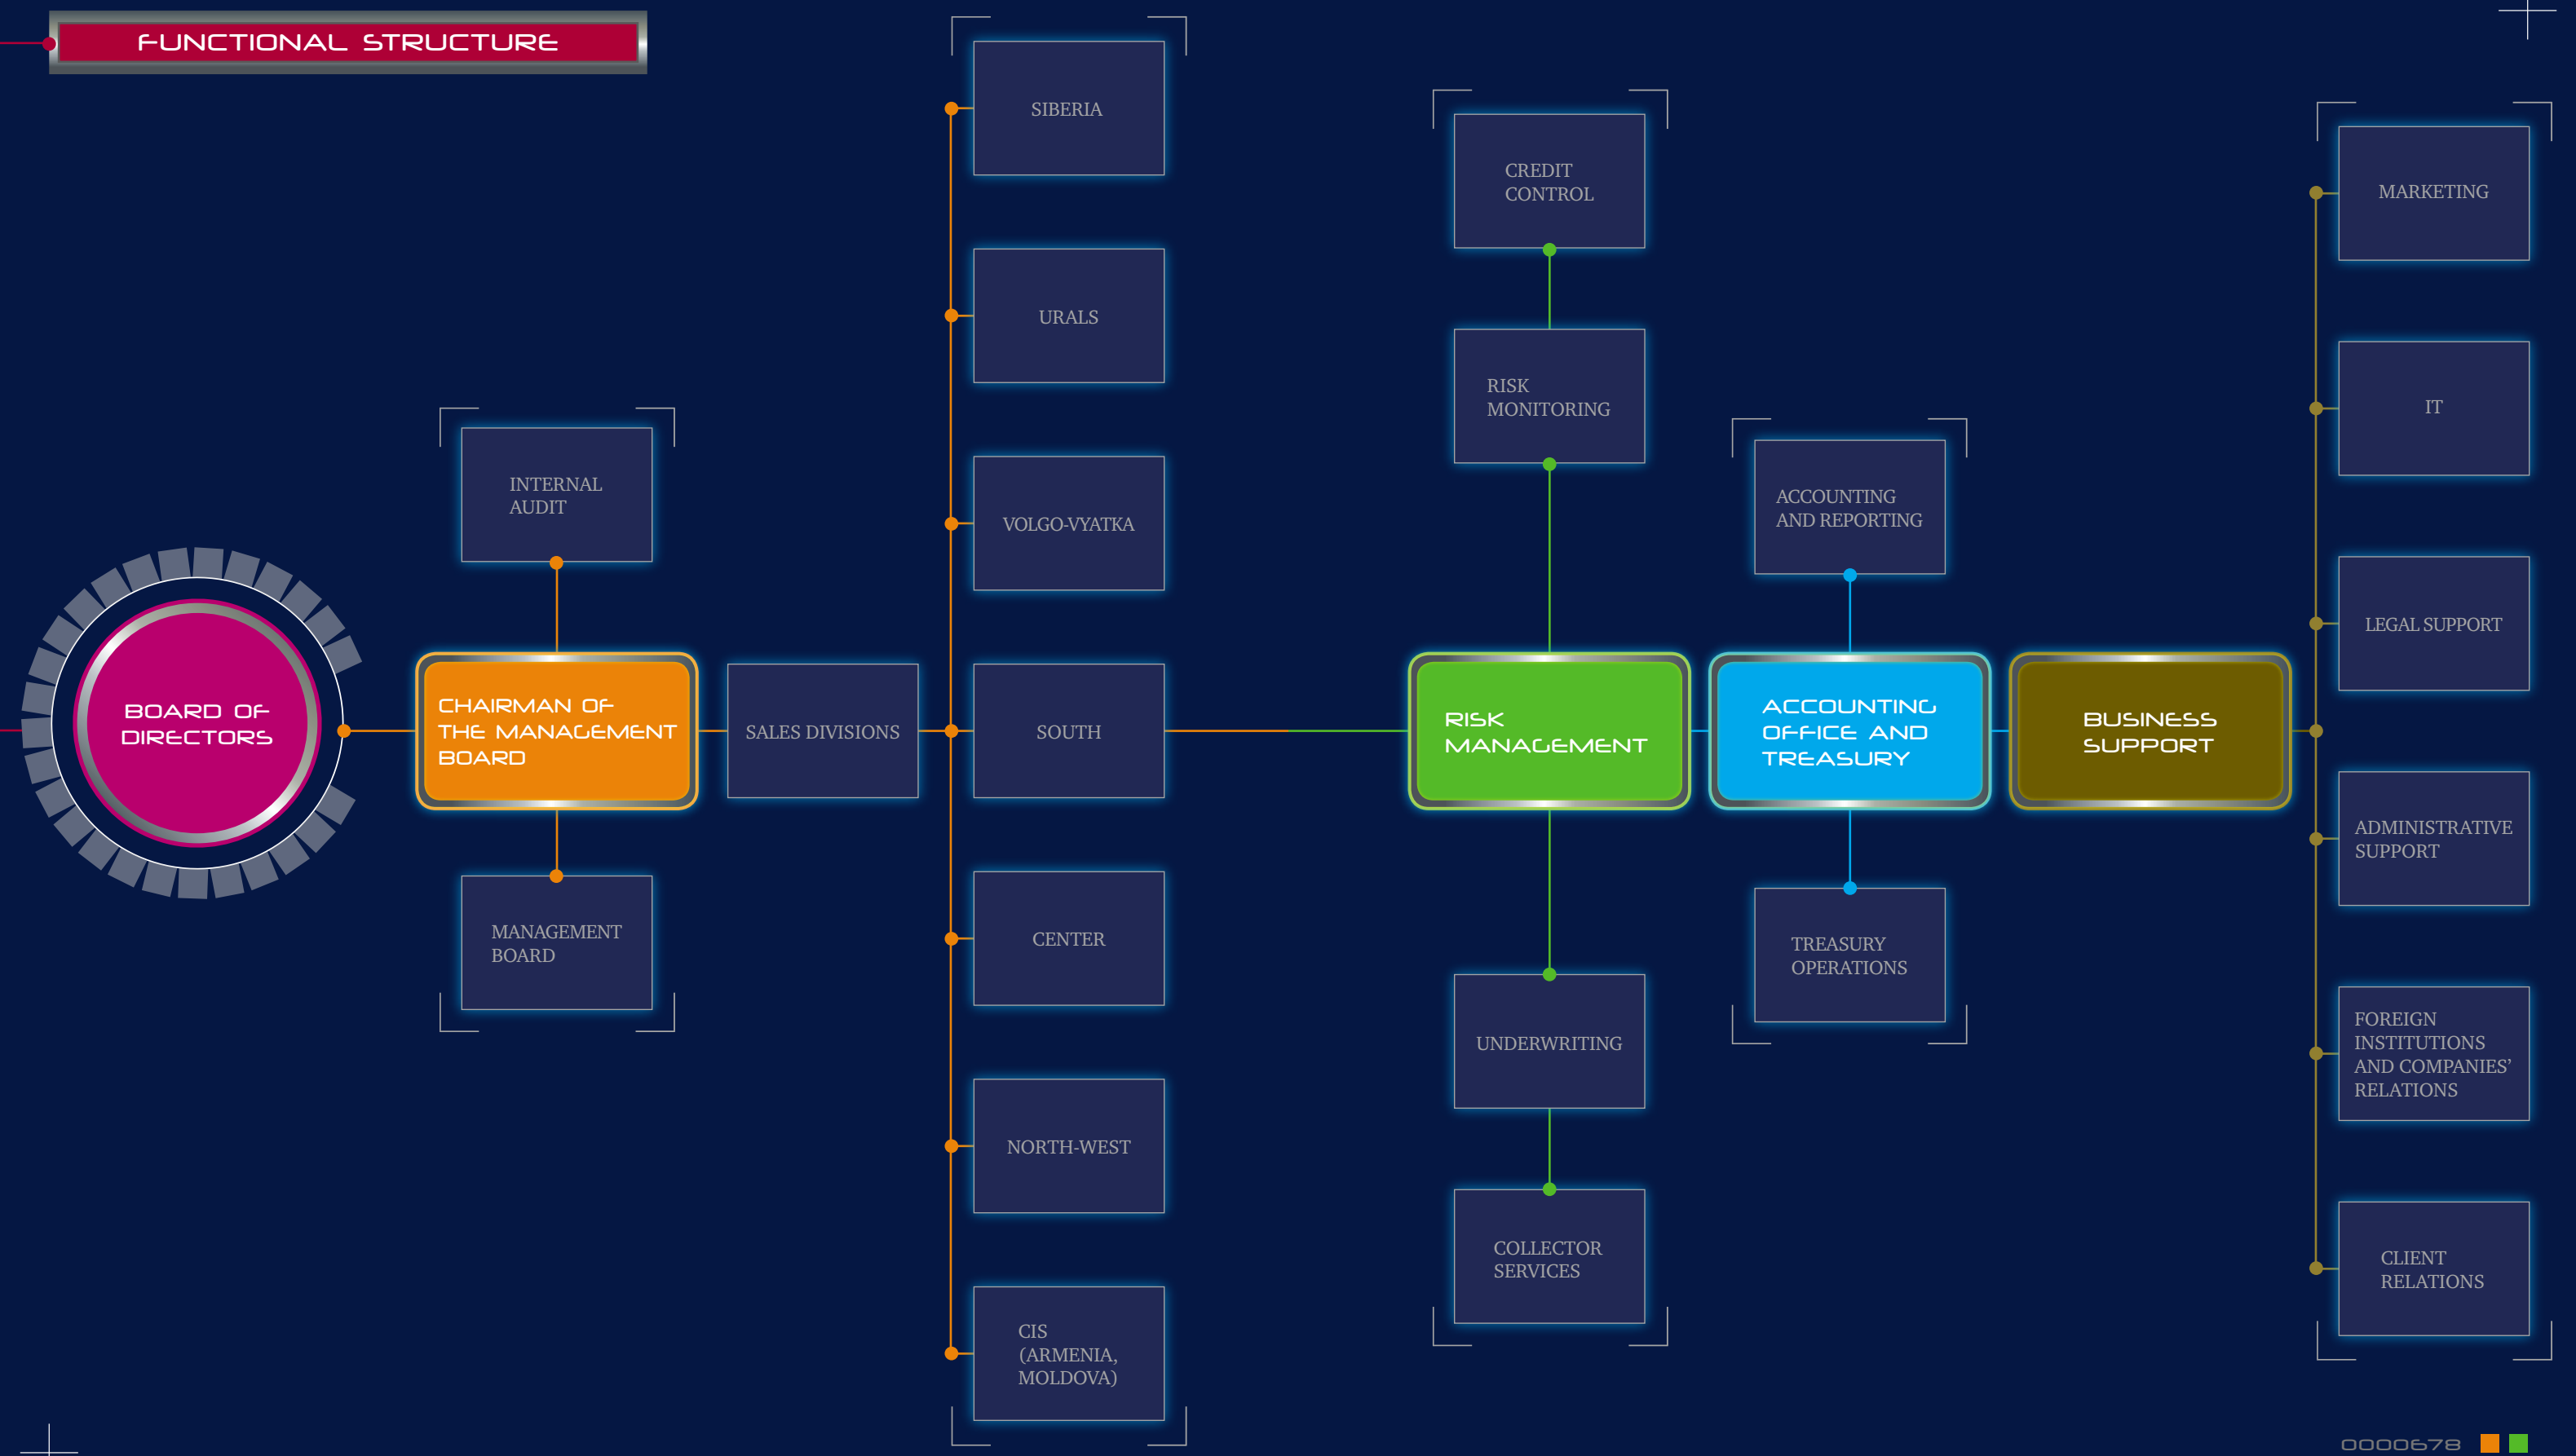 FUNCTIONAL STRUCTURE
BOARD OF
DIRECTORS
INTERNAL
AUDIT
CHAIRMAN OF
THE MANAGEMENT
BOARD
MANAGEMENT
BOARD
SALES DIVISIONS
SIBERIA
URALS
VOLGO-VYATKA
SOUTH
CENTER
NORTH-WEST
CIS
(ARMENIA,
MOLDOVA)
CREDIT
CONTROL
RISK
MONITORING
RISK
MANAGEMENT
UNDERWRITING
COLLECTOR
SERVICES
ACCOUNTING
AND REPORTING
ACCOUNTING
OFFICE AND
TREASURY
TREASURY
OPERATIONS
BUSINESS
SUPPORT
MARKETING
IT
LEGAL SUPPORT
ADMINISTRATIVE
SUPPORT
FOREIGN
INSTITUTIONS
AND COMPANIES’
RELATIONS
CLIENT
RELATIONS
0000678